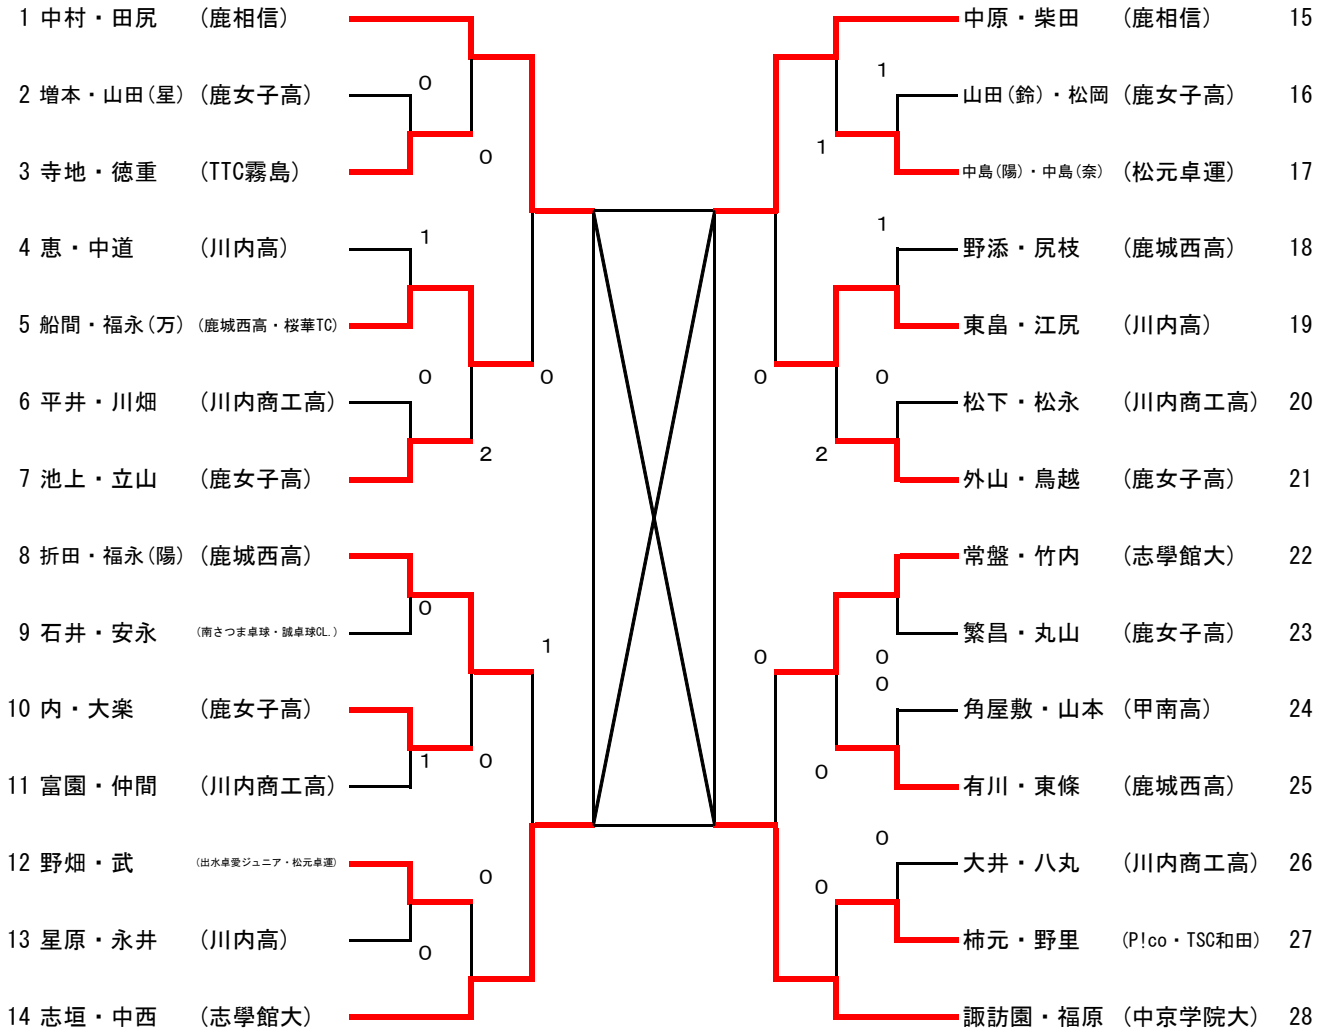 1 中村・田尻 (鹿相信) 中原・柴田 (鹿相信) 15
0 1
2 増本・山田(星) (鹿女子高) 山田(鈴)・松岡 (鹿女子高) 16
0 1
3 寺地・徳重 (TTC霧島) 中島(陽)・中島(奈) (松元卓運) 17
1 1
4 恵・中道 (川内高) 野添・尻枝 (鹿城西高) 18
5 船間・福永(万) (鹿城西高・桜華TC) 東畠・江尻 (川内高) 19
0 0 0 0
6 平井・川畑 (川内商工高) 松下・松永 (川内商工高) 20
2 2
7 池上・立山 (鹿女子高) 外山・鳥越 (鹿女子高) 21
8 折田・福永(陽) (鹿城西高) 常盤・竹内 (志學館大) 22
0
9 石井・安永 (南さつま卓球・誠卓球CL.) 繁昌・丸山 (鹿女子高) 23
1 0 0
0
10 内・大楽 (鹿女子高) 角屋敷・山本 (甲南高) 24
1 0 0
11 富園・仲間 (川内商工高) 有川・東條 (鹿城西高) 25
0
12 野畑・武 (出水卓愛ジュニア・松元卓運) 大井・八丸 (川内商工高) 26
0 0
13 星原・永井 (川内高) 柿元・野里 (P!co・TSC和田) 27
0
14 志垣・中西 (志學館大) 諏訪園・福原 (中京学院大) 28